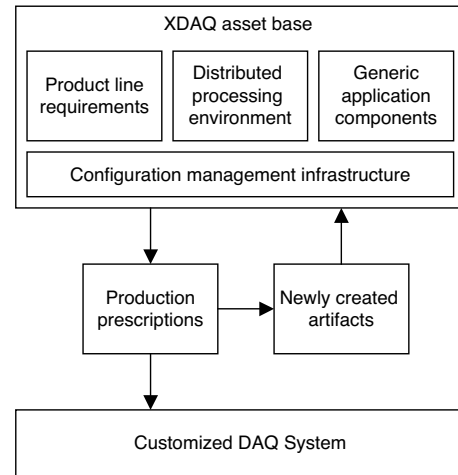 XDAQ asset base
Product line
requirements
Distributed
processing
environment
Generic
application
components
Configuration management infrastructure
Production
prescriptions
Newly created
artifacts
Customized DAQ System